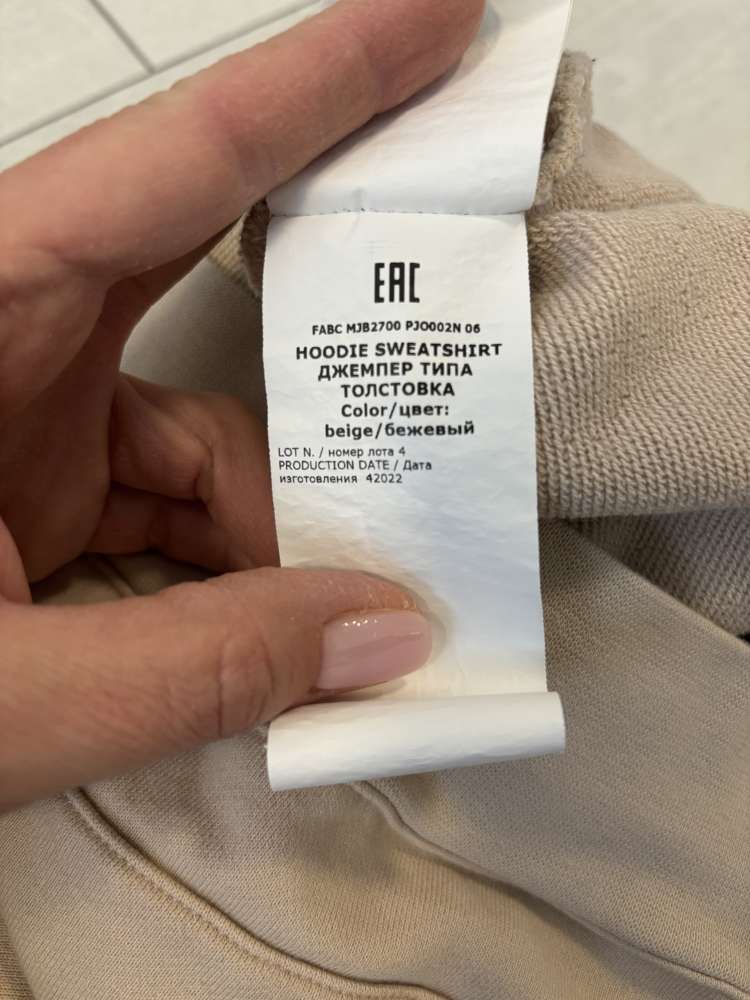 EAC
FABC MJB2700 PJO002N 06
HOODIE SWEATSHIRT
ДЖЕМПЕР ТИПА
ТОЛСТОВКА
Color/цвет:
beige/бежевый
LOT N. / номер лота 4
PRODUCTION DATE / Дата
изготовления 42022